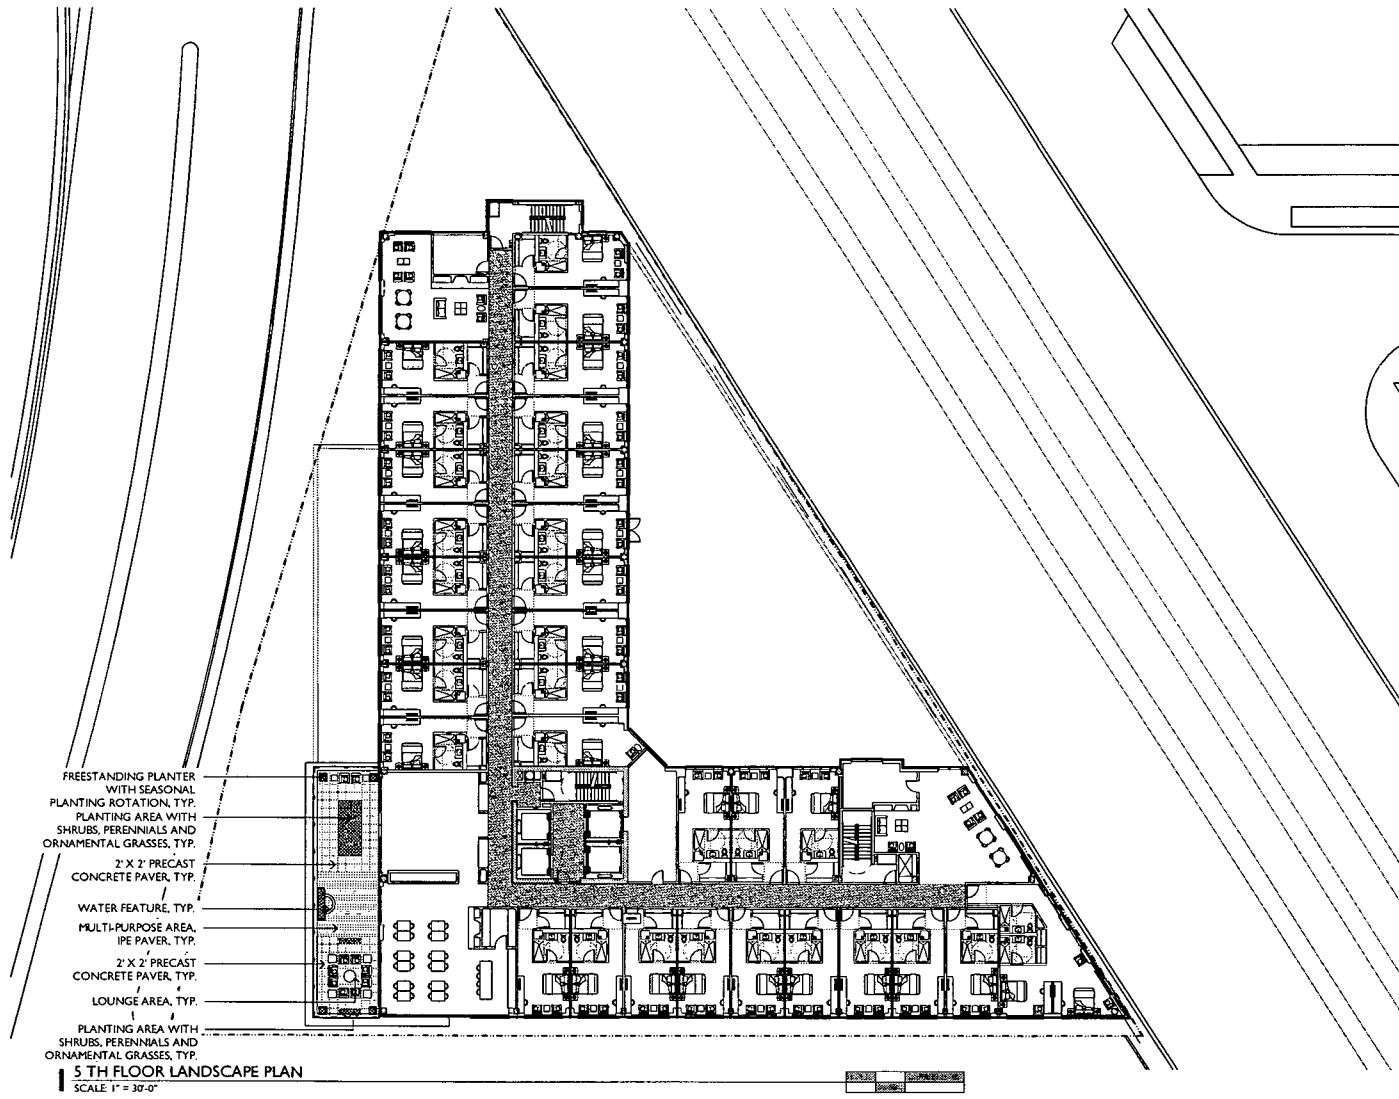 FREESTANDING PLANTER
WITH SEASONAL
PLANTING ROTATION, TYP.
PLANTING AREA WITH
SHRUBS, PERENNIALS AND
ORNAMENTAL GRASSES, TYP.
2' X 2' PRECAST
CONCRETE PAVER, TYP.
WATER FEATURE, TYP.
MULTI-PURPOSE AREA,
IPE PAVER, TYP.
2' X 2' PRECAST
CONCRETE PAVER, TYP.
LOUNGE AREA, TYP.
PLANTING AREA WITH
SHRUBS, PERENNIALS AND
ORNAMENTAL GRASSES, TYP.
5 TH FLOOR LANDSCAPE PLAN
SCALE: 1" = 30'-0"